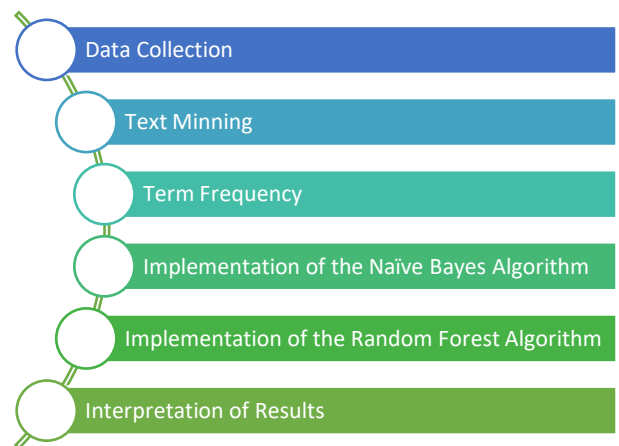 Data Collection
Text Minning
Term Frequency
Implementation of the Naïve Bayes Algorithm
Implementation of the Random Forest Algorithm
Interpretation of Results